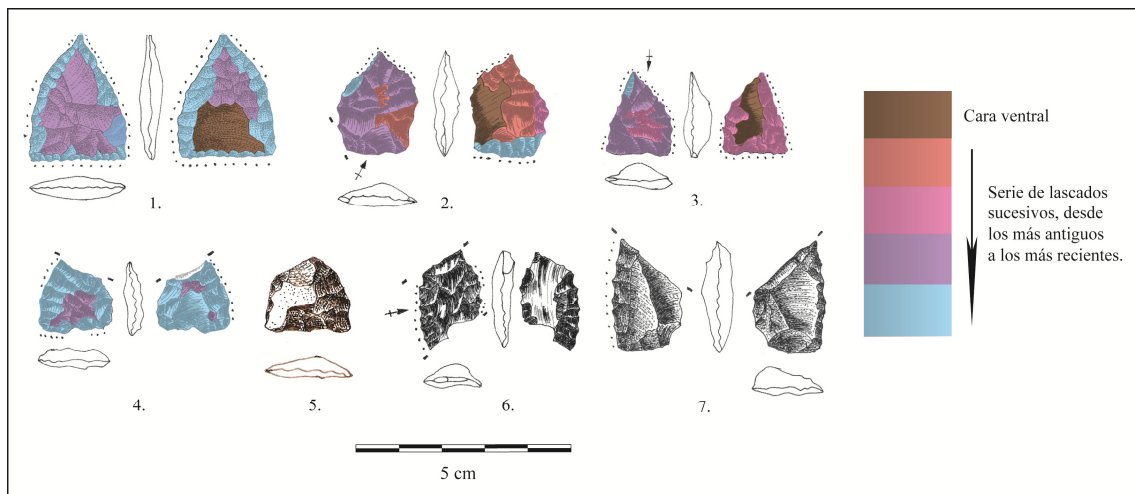 1.
2.
3.
Cara ventral
Serie de lascados
sucesivos, desde
los más antiguos
a los más recientes.
4.
5.
6.
7.
5 cm